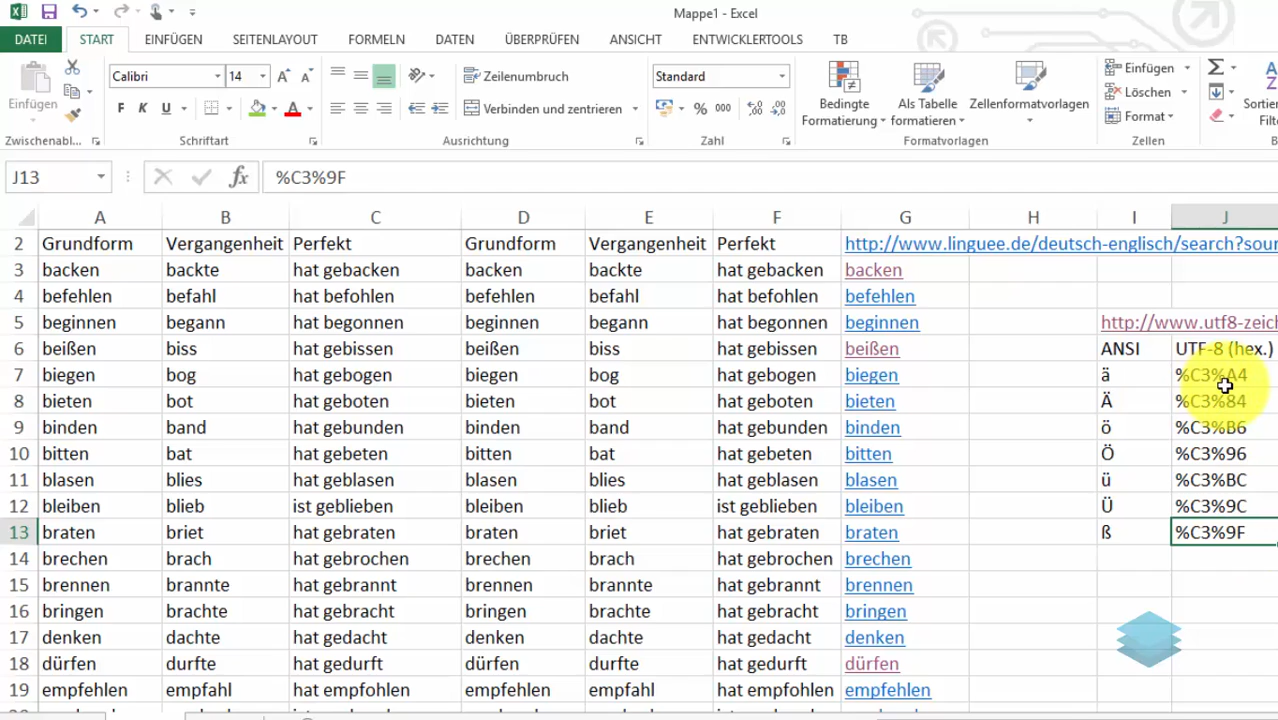 Mappe1 - Excel
DATEI START EINFÜGEN SEITENLAYOUT FORMELN DATEN ÜBERPRÜFEN ANSICHT ENTWICKLERTOOLS TB
Calibri 14 Zeilenumbruch Standard Einfügen
Einfügen F K U A Verbinden und zentrieren % 000 Bedingte Formatierung Als Tabelle formatieren Zellenformatvorlagen Löschen Sortieren
Format
Zwischenabl... Schriftart Ausrichtung Zahl Formatvorlagen Zellen
J13 fx %C3%9F
A B C D E F G H I J
2 Grundform Vergangenheit Perfekt Grundform Vergangenheit Perfekt http://www.linguee.de/deutsch-englisch/search?sour
3 backen backte hat gebacken backen backte hat gebacken backen
4 befehlen befahl hat befohlen befehlen befahl hat befohlen befehlen
5 beginnen begann hat begonnen beginnen begann hat begonnen beginnen http://www.utf8-zeich
6 beißen biss hat gebissen beißen biss hat gebissen beißen ANSI UTF-8 (hex.)
7 biegen bog hat gebogen biegen bog hat gebogen biegen ä %C3%A4
8 bieten bot hat geboten bieten bot hat geboten bieten Ä %C3%84
9 binden band hat gebunden binden band hat gebunden binden ö %C3%B6
10 bitten bat hat gebeten bitten bat hat gebeten bitten Ö %C3%96
11 blasen blies hat geblasen blasen blies hat geblasen blasen ü %C3%BC
12 bleiben blieb ist geblieben bleiben blieb ist geblieben bleiben Ü %C3%9C
13 braten briet hat gebraten braten briet hat gebraten braten ß %C3%9F
14 brechen brach hat gebrochen brechen brach hat gebrochen brechen
15 brennen brannte hat gebrannt brennen brannte hat gebrannt brennen
16 bringen brachte hat gebracht bringen brachte hat gebracht bringen
17 denken dachte hat gedacht denken dachte hat gedacht denken
18 dürfen durfte hat gedurft dürfen durfte hat gedurft dürfen
19 empfehlen empfahl hat empfohlen empfehlen empfahl hat empfohlen empfehlen